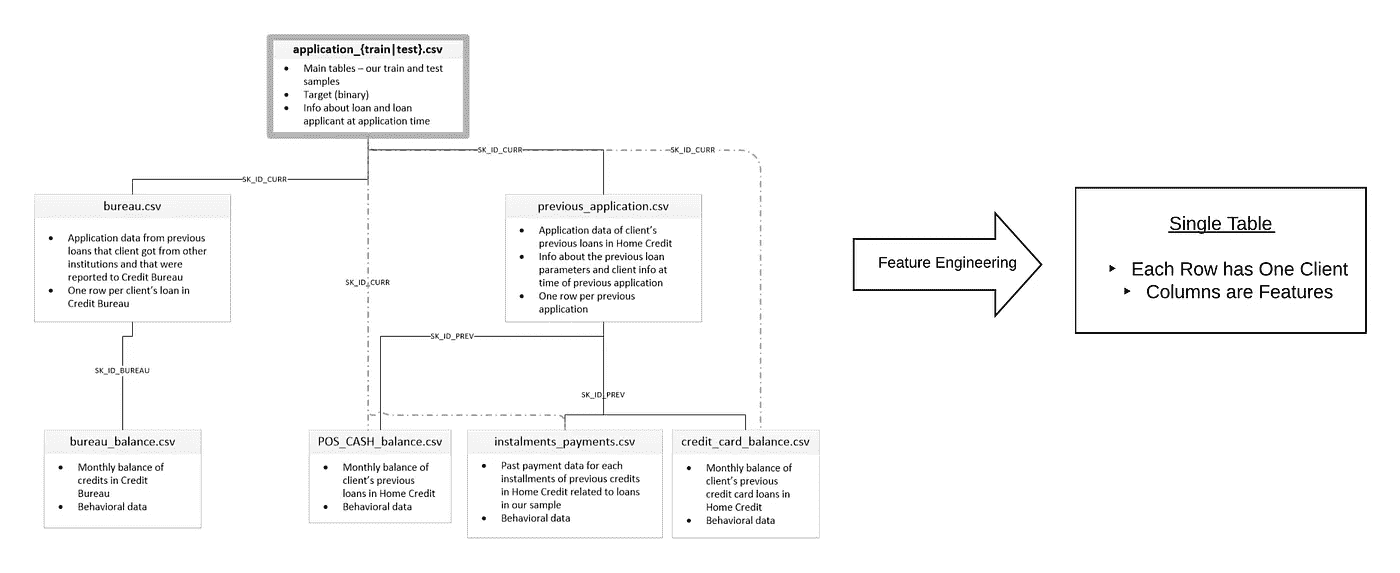 application_{train|test}.csv
• Main tables – our train and test
samples
• Target (binary)
• Info about loan and loan
applicant at application time
SK_ID_CURR
SK_ID_CURR
SK_ID_CURR
bureau.csv
• Application data from previous
loans that client got from other
institutions and that were
reported to Credit Bureau
• One row per client's loan in
Credit Bureau
previous_application.csv
• Application data of client's
previous loans in Home Credit
• Info about the previous loan
parameters and client info at
time of previous application
• One row per previous
application
Feature Engineering
Single Table
‣ Each Row has One Client
‣ Columns are Features
SK_ID_CURR
SK_ID_PREV
SK_ID_BUREAU
SK_ID_PREV
bureau_balance.csv
• Monthly balance of
credits in Credit
Bureau
• Behavioral data
POS_CASH_balance.csv
• Monthly balance of
client's previous
loans in Home Credit
• Behavioral data
instalments_payments.csv
• Past payment data for each
installments of previous credits
in Home Credit related to loans
in our sample
• Behavioral data
credit_card_balance.csv
• Monthly balance of
client's previous
credit card loans in
Home Credit
• Behavioral data